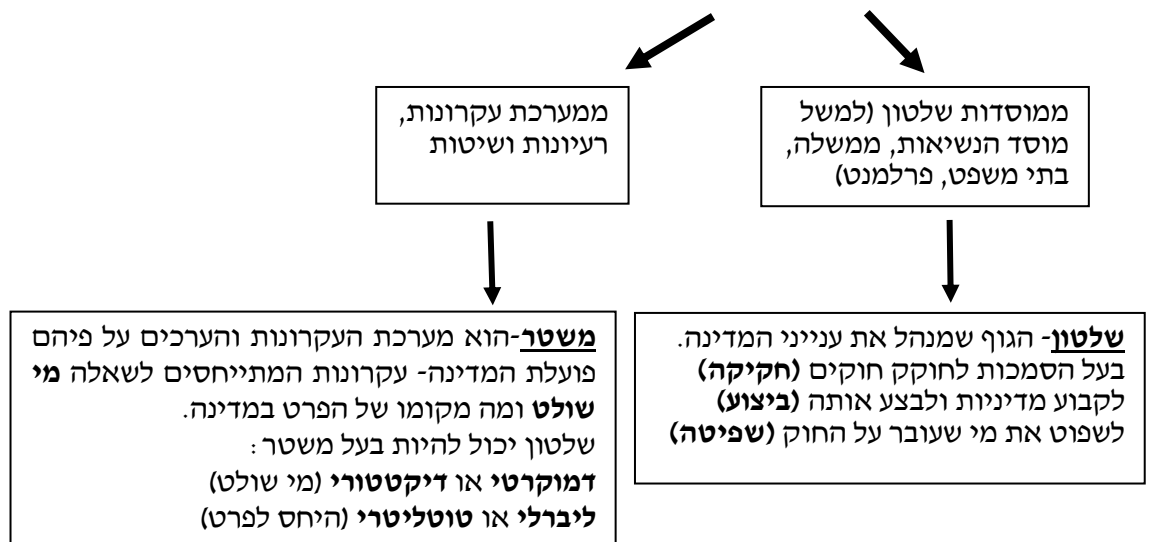 ממוסדות שלטון (למשל
מוסד הנשיאות, ממשלה,
בתי משפט, פרלמנט)
ממערכת עקרונות,
רעיונות ושיטות
שלטון- הגוף שמנהל את ענייני המדינה.
בעל הסמכות לחוקק חוקים (חקיקה)
לקבוע מדיניות ולבצע אותה (ביצוע)
לשפוט את מי שעובר על החוק (שפיטה)
משטר-הוא מערכת העקרונות והערכים על פיהם
פועלת המדינה- עקרונות המתייחסים לשאלה מי
שולט ומה מקומו של הפרט במדינה.
שלטון יכול להיות בעל משטר:
דמוקרטי או דיקטטורי (מי שולט)
ליברלי או טוטליטרי (היחס לפרט)